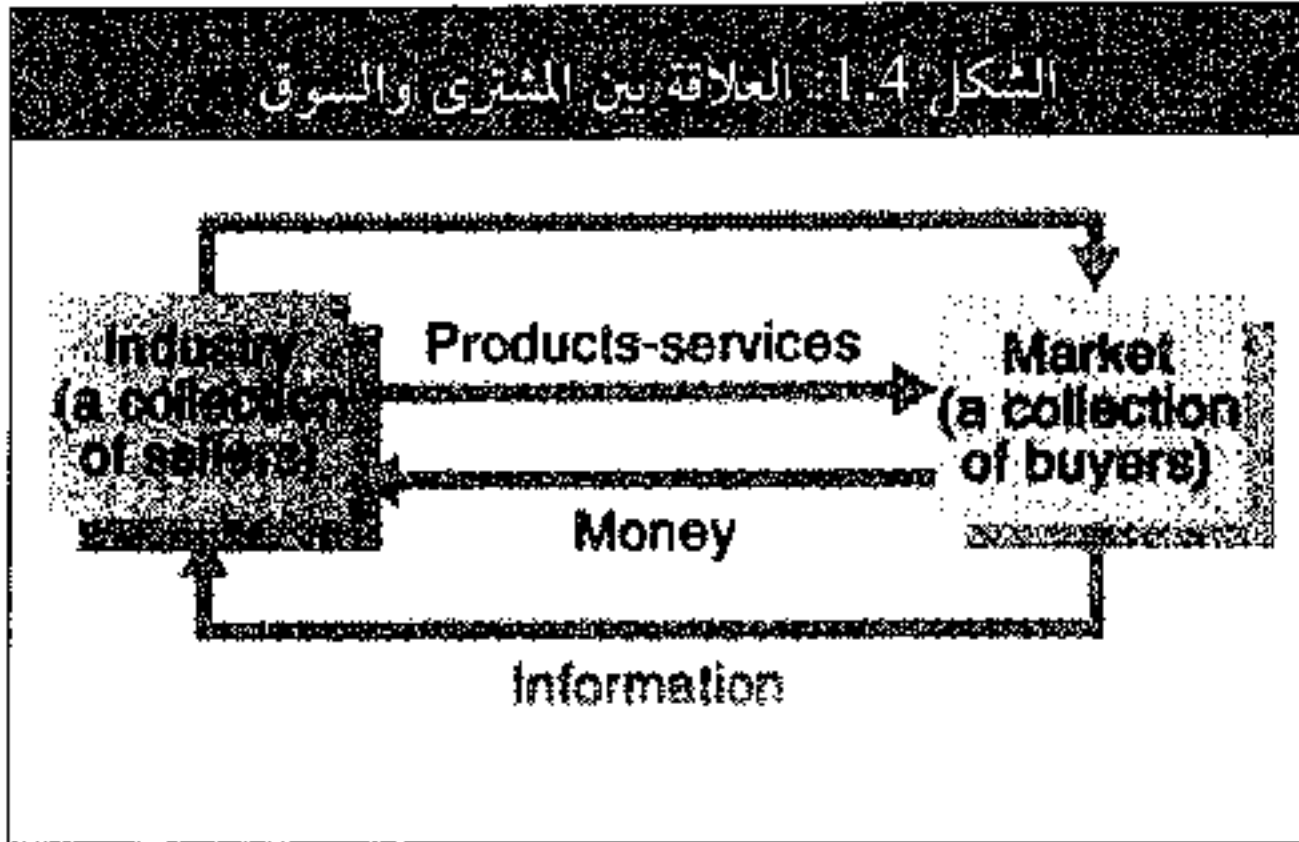 الشكل 1.4: العلاقة بين المشترى والسوق
Products-services
Industry
(a collection
of sellers)
Market
(a collection
of buyers)
Money
Information